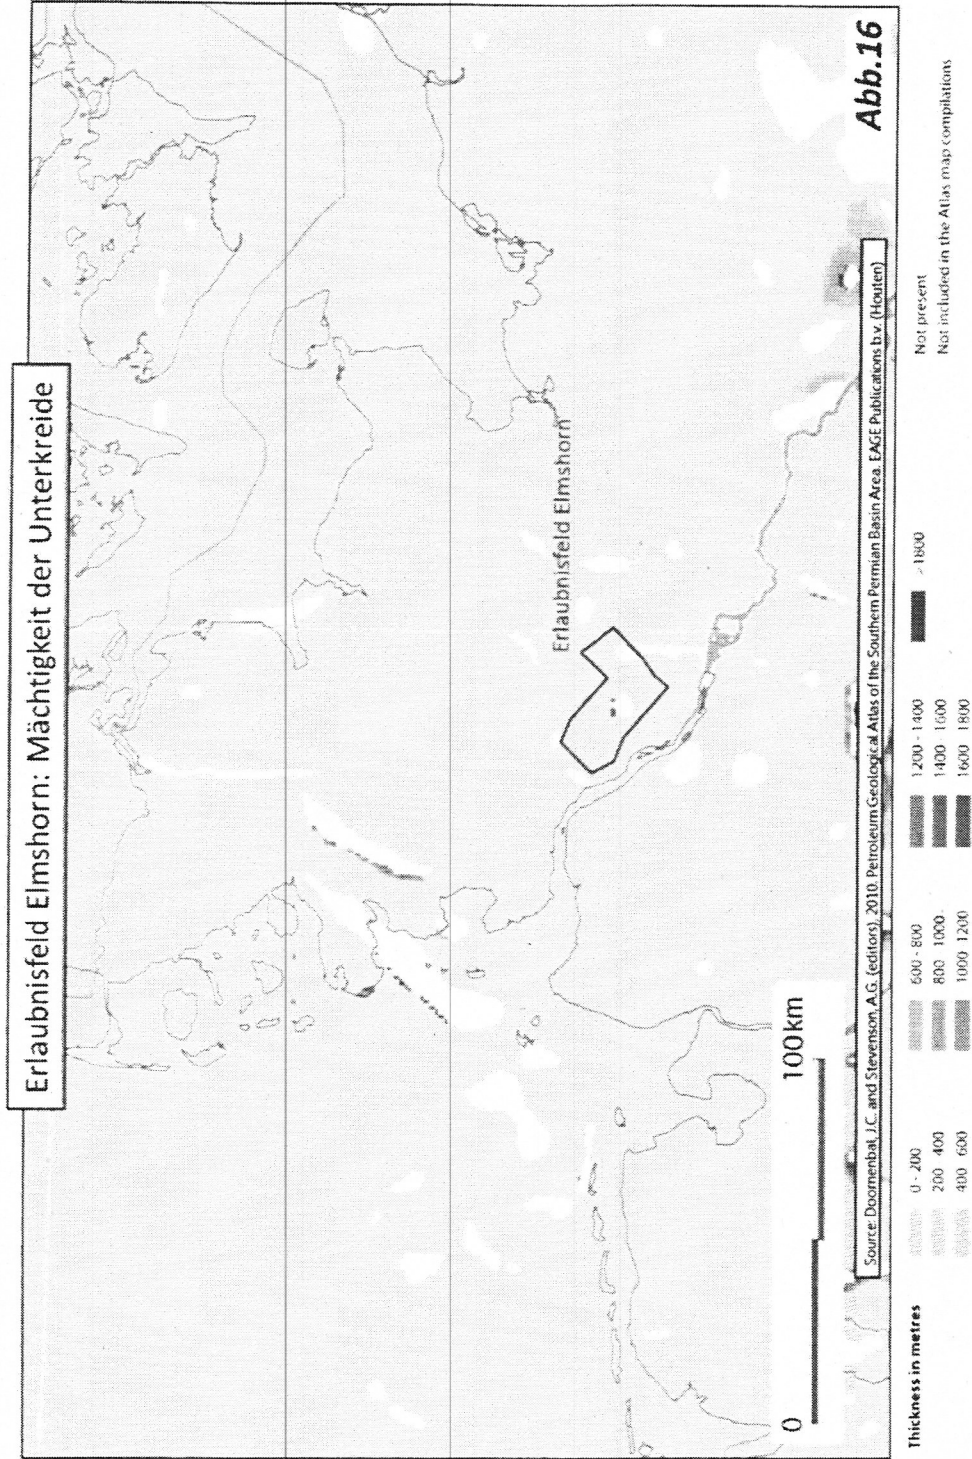 Erlaubnisfeld Elmshorn: Mächtigkeit der Unterkreide
Erlaubnisfeld Elmshorn
0
100km
Abb.16
Source: Doornenbal, J.C. and Stevenson, A.G. (editors), 2010. Petroleum Geological Atlas of the Southern Permian Basin Area. EAGE Publications b.v. (Houten)
Thickness in metres
0 - 200
200 400
400 600
600 - 800
800 1000
1000 1200
1200 - 1400
1400 1600
1600 1800
>1800
Not present
Not included in the Atlas map compilations